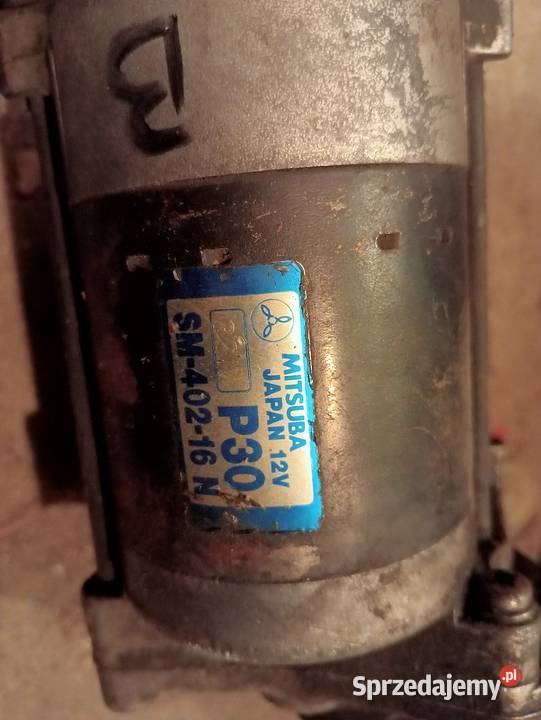 B
MITSUBA
JAPAN 12V
P30
SM-402-16 N
Sprzedajemy.pl